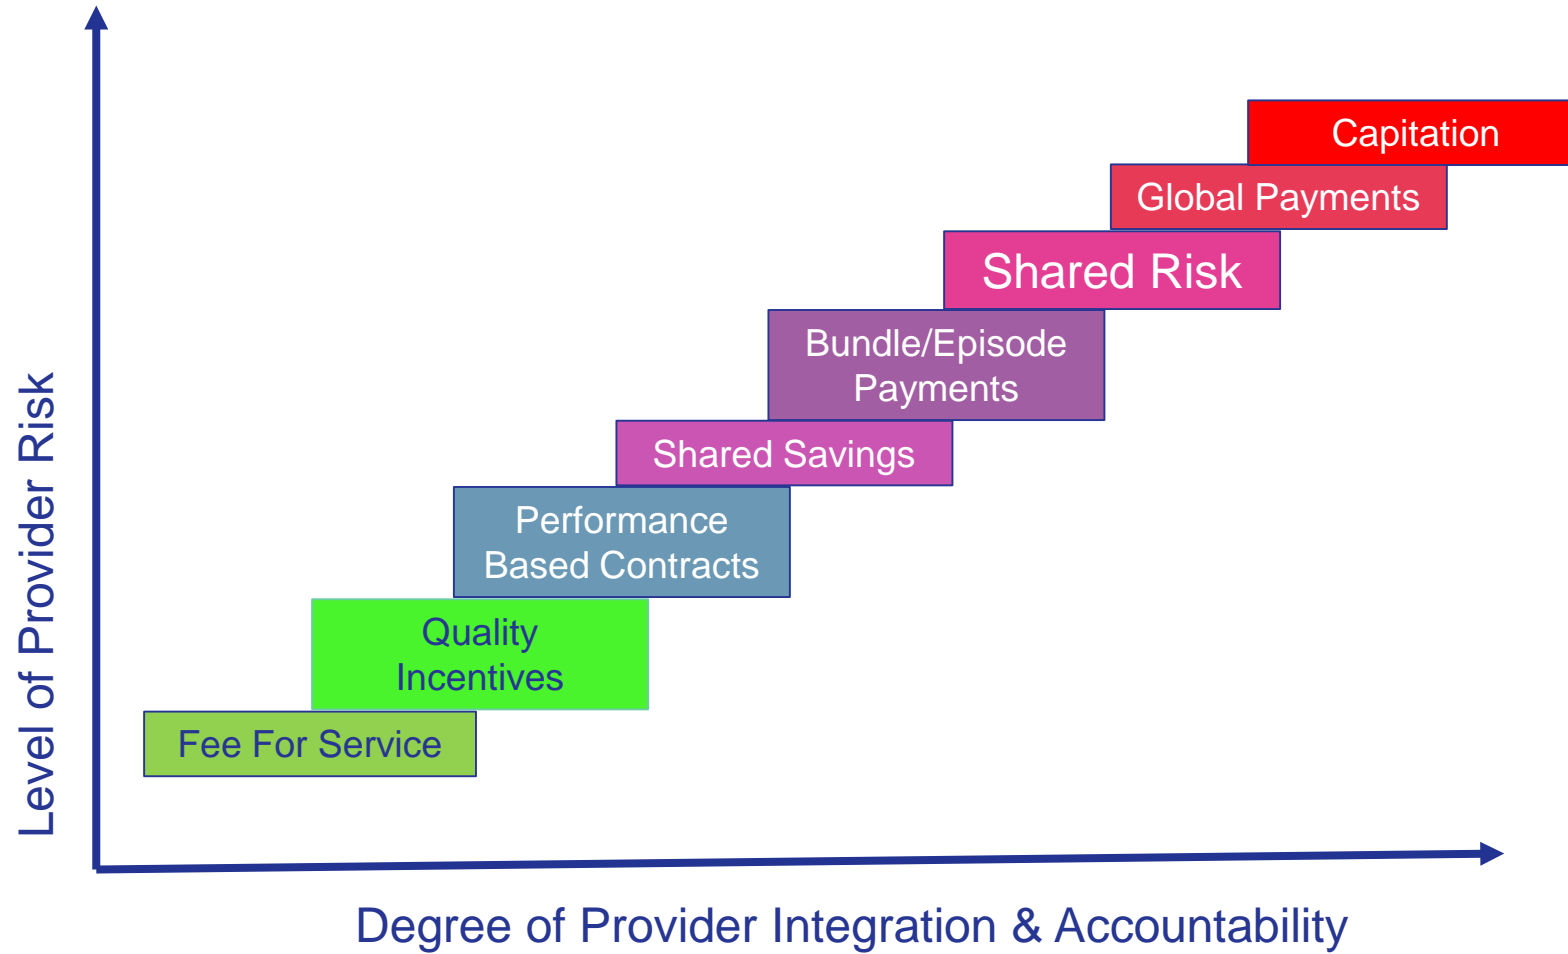 Capitation
Global Payments
Shared Risk
Bundle/Episode
Payments
Shared Savings
Performance
Based Contracts
Quality
Incentives
Fee For Service
Level of Provider Risk
Degree of Provider Integration & Accountability